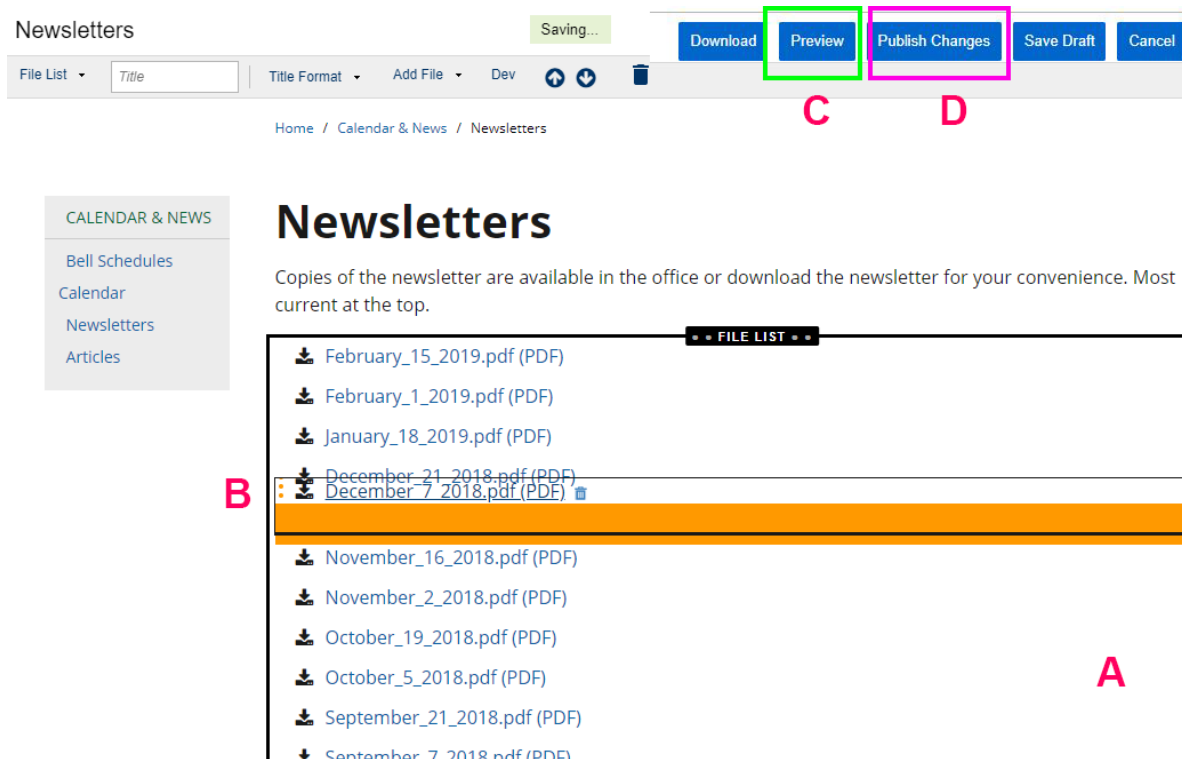 Newsletters
Saving...
Download
Preview
Publish Changes
Save Draft
Cancel
File List
Title
Title Format
Add File
Dev
C
D
Home / Calendar & News / Newsletters
CALENDAR & NEWS
Bell Schedules
Calendar
Newsletters
Articles
Newsletters
Copies of the newsletter are available in the office or download the newsletter for your convenience. Most
current at the top.
FILE LIST
February_15_2019.pdf (PDF)
February_1_2019.pdf (PDF)
January_18_2019.pdf (PDF)
December_21_2018.pdf (PDF)
B
December_7_2018.pdf (PDF)
November_16_2018.pdf (PDF)
November_2_2018.pdf (PDF)
October_19_2018.pdf (PDF)
October_5_2018.pdf (PDF)
A
September_21_2018.pdf (PDF)
September_7_2018.pdf (PDF)